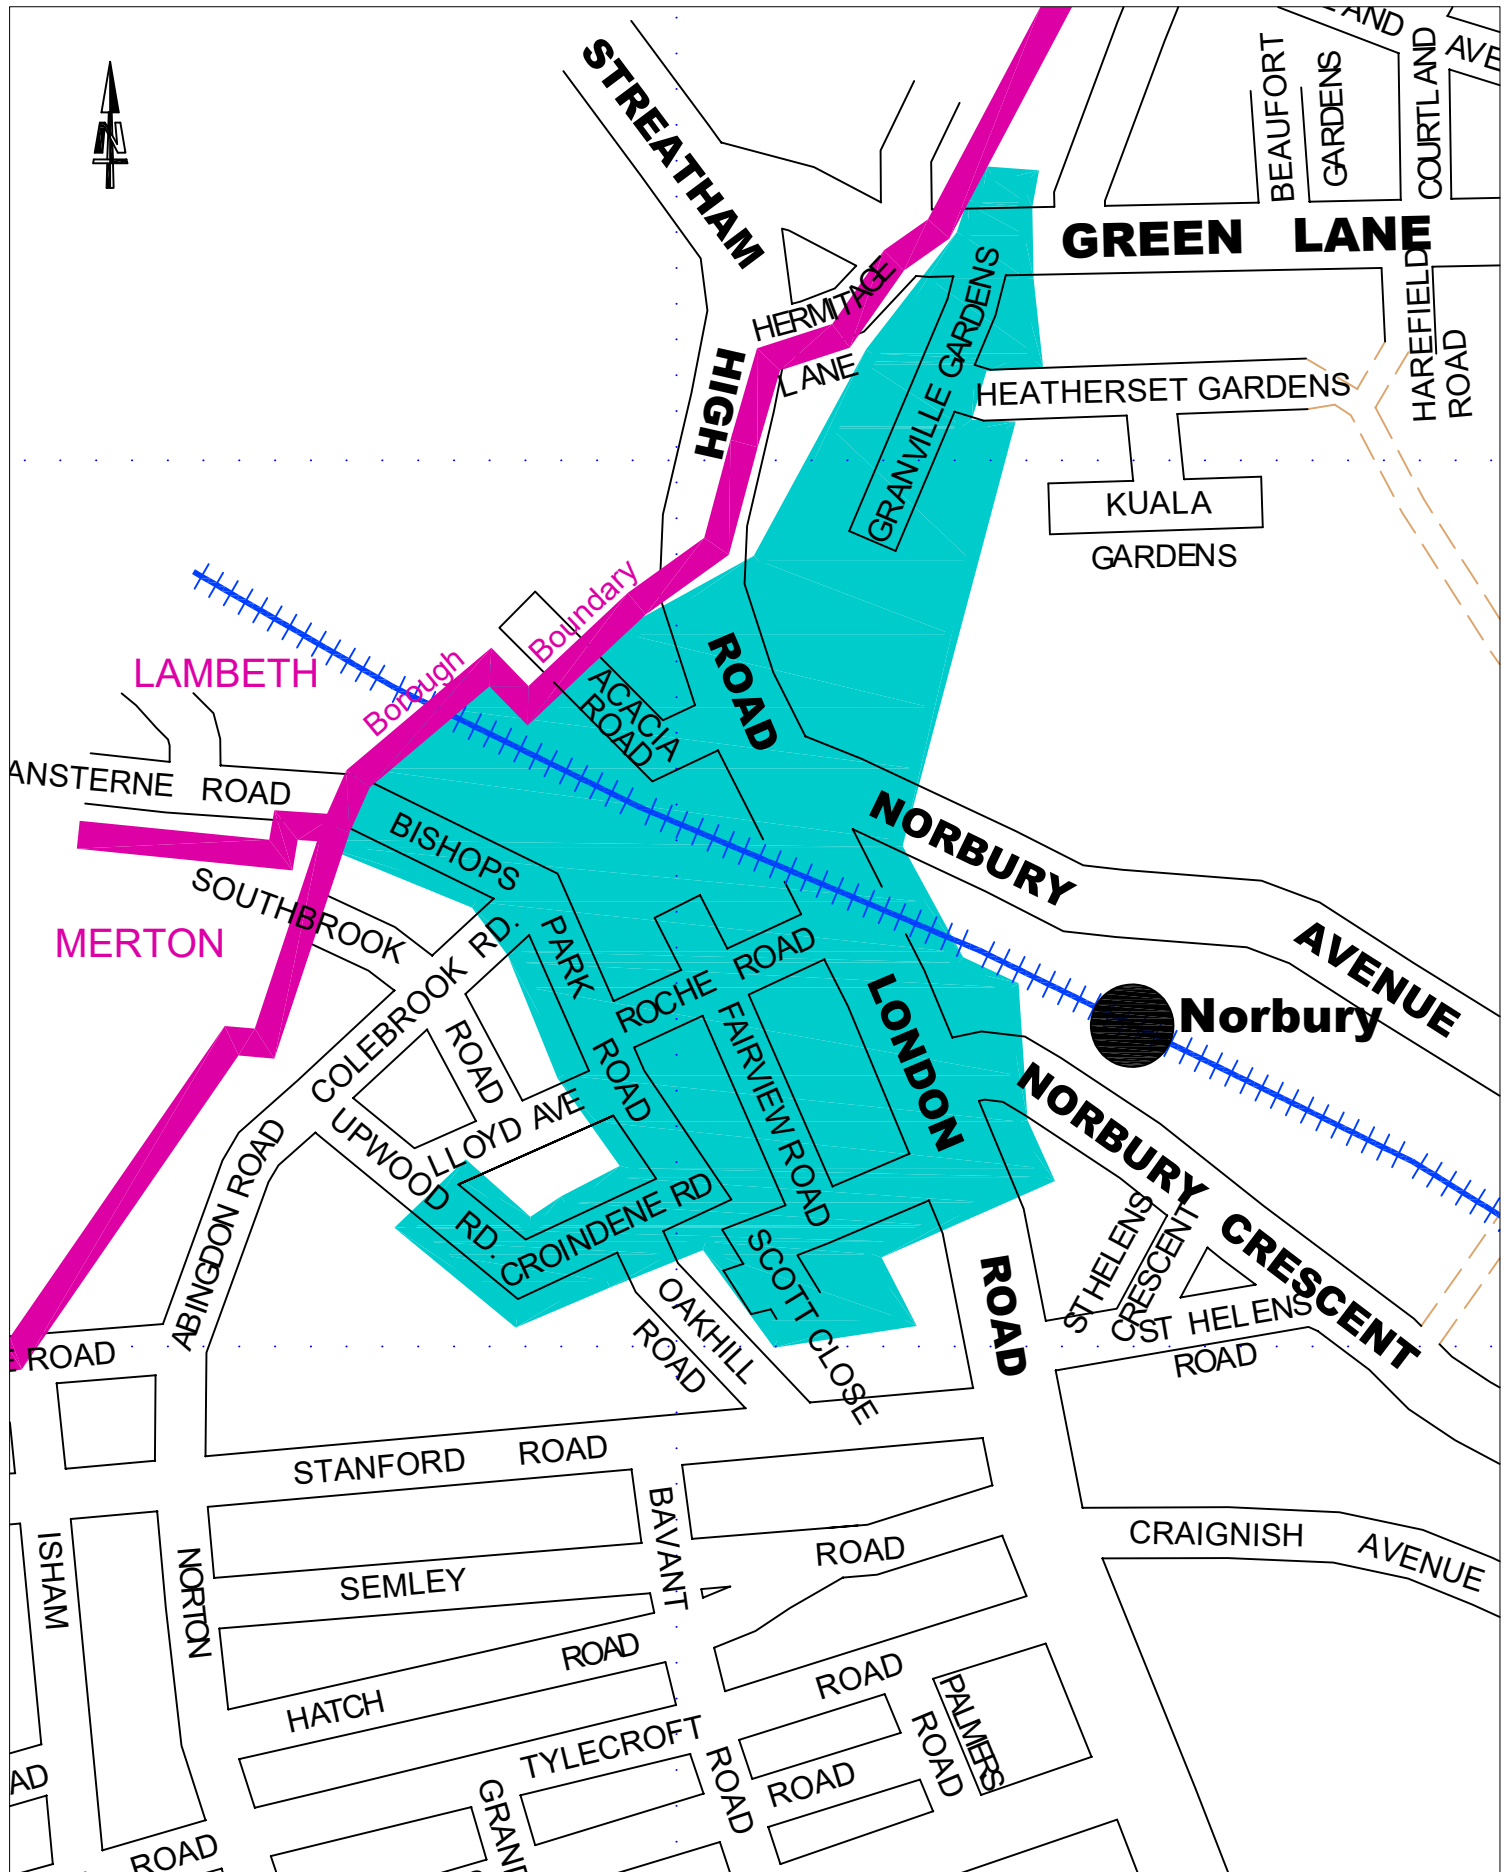 AND
AVE
COURTLAND
BEAUFORT
GARDENS
N
STREATHAM
HIGH
ROAD
GREEN LANE
HERMITAGE
LANE
GRANVILLE GARDENS
HEATHERSET GARDENS
HAREFIELD
ROAD
KUALA
GARDENS
Borough Boundary
LAMBETH
ACACIA
ROAD
ANSTERNE ROAD
BISHOPS
PARK
ROAD
NORBURY
AVENUE
SOUTHBROOK
MERTON
COLEBROOK RD.
ROAD
ROCHE ROAD
FAIRVIEW ROAD
LONDON
ROAD
Norbury
NORBURY
CRESCENT
LLOYD AVE
UPWOOD RD.
CROINDENE RD
ABINGDON ROAD
SCOTT CLOSE
OAKHILL
ROAD
ST HELENS
CRESCENT
ST HELENS
ROAD
E ROAD
STANFORD ROAD
BAVANT
ROAD
CRAIGNISH AVENUE
ISHAM
NORTON
SEMLEY
ROAD
HATCH
ROAD
TYLECROFT
ROAD
ROAD
PALMERS
ROAD
AD
ROAD
GRAND